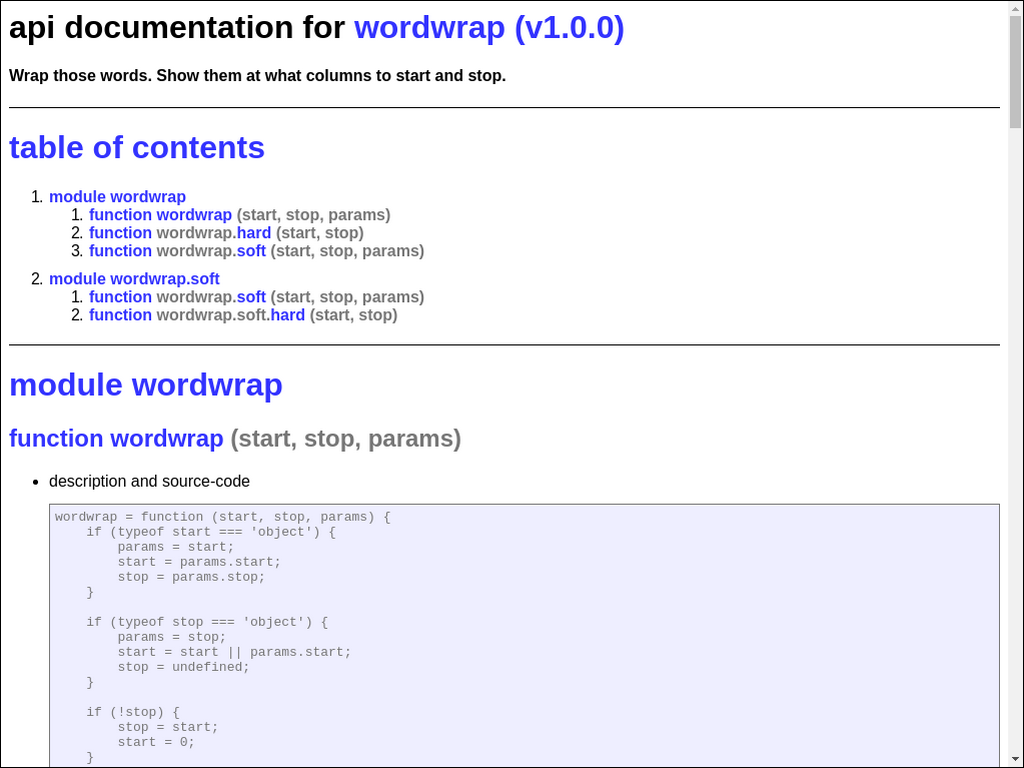 api documentation for wordwrap (v1.0.0)
Wrap those words. Show them at what columns to start and stop.
table of contents
1. module wordwrap
1. function wordwrap (start, stop, params)
2. function wordwrap.hard (start, stop)
3. function wordwrap.soft (start, stop, params)
2. module wordwrap.soft
1. function wordwrap.soft (start, stop, params)
2. function wordwrap.soft.hard (start, stop)
module wordwrap
function wordwrap (start, stop, params)
• description and source-code
wordwrap = function (start, stop, params) {
    if (typeof start === 'object') {
        params = start;
        start = params.start;
        stop = params.stop;
    }
    if (typeof stop === 'object') {
        params = stop;
        start = start || params.start;
        stop = undefined;
    }
    if (!stop) {
        stop = start;
        start = 0;
    }